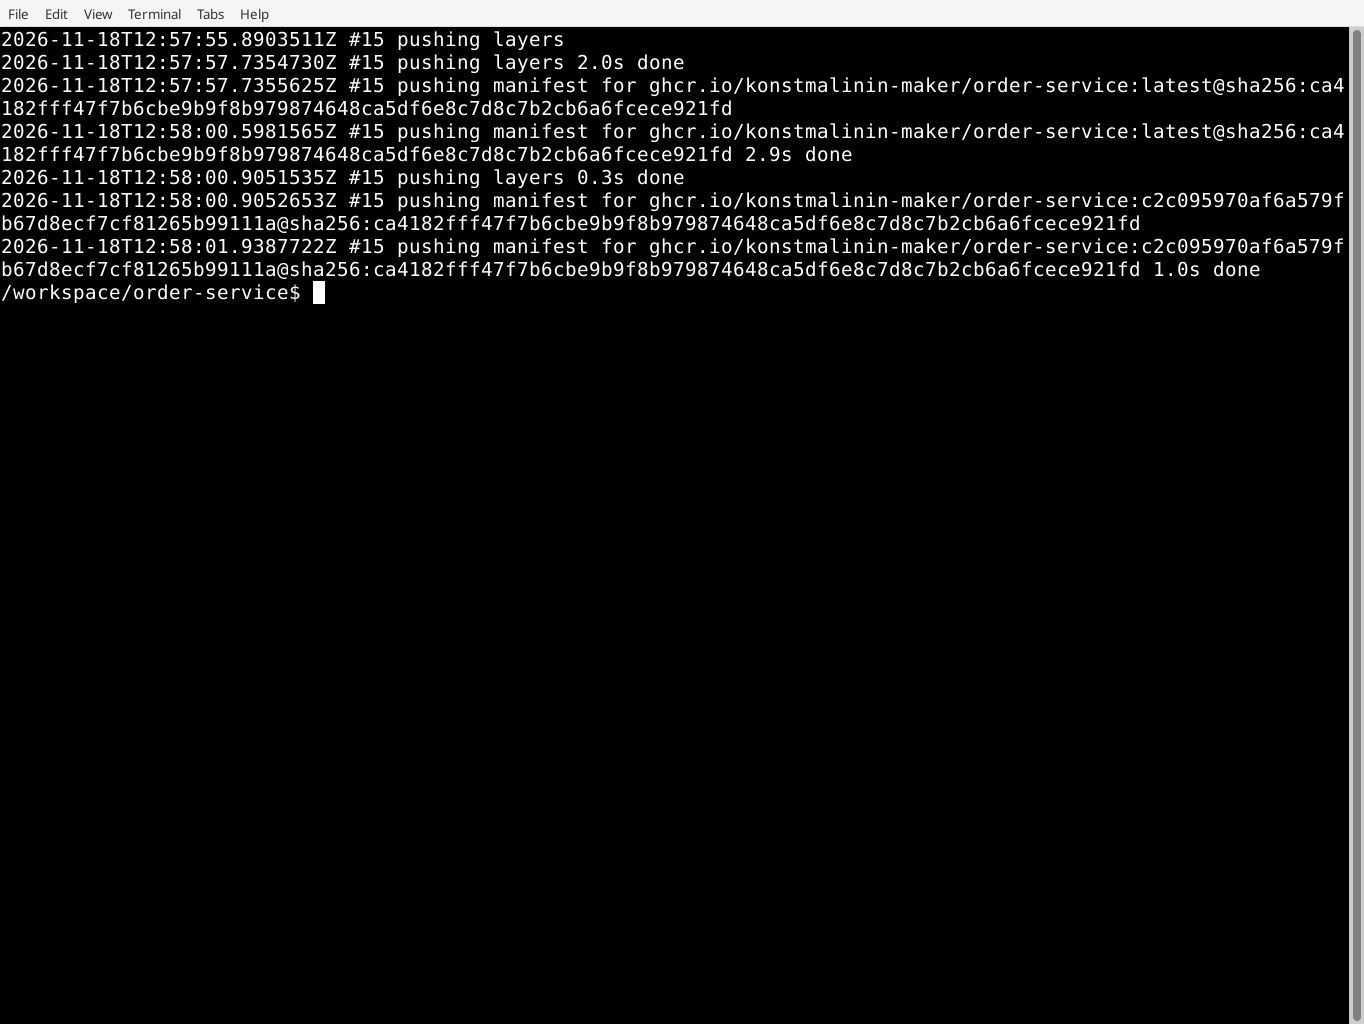 File Edit View Terminal Tabs Help
2026-11-18T12:57:55.8903511Z #15 pushing layers
2026-11-18T12:57:57.7354730Z #15 pushing layers 2.0s done
2026-11-18T12:57:57.7355625Z #15 pushing manifest for ghcr.io/konstmalinin-maker/order-service:latest@sha256:ca4
182fff47f7b6cbe9b9f8b979874648ca5df6e8c7d8c7b2cb6a6fcece921fd
2026-11-18T12:58:00.5981565Z #15 pushing manifest for ghcr.io/konstmalinin-maker/order-service:latest@sha256:ca4
182fff47f7b6cbe9b9f8b979874648ca5df6e8c7d8c7b2cb6a6fcece921fd 2.9s done
2026-11-18T12:58:00.9051535Z #15 pushing layers 0.3s done
2026-11-18T12:58:00.9052653Z #15 pushing manifest for ghcr.io/konstmalinin-maker/order-service:c2c095970af6a579f
b67d8ecf7cf81265b99111a@sha256:ca4182fff47f7b6cbe9b9f8b979874648ca5df6e8c7d8c7b2cb6a6fcece921fd
2026-11-18T12:58:01.9387722Z #15 pushing manifest for ghcr.io/konstmalinin-maker/order-service:c2c095970af6a579f
b67d8ecf7cf81265b99111a@sha256:ca4182fff47f7b6cbe9b9f8b979874648ca5df6e8c7d8c7b2cb6a6fcece921fd 1.0s done
/workspace/order-service$